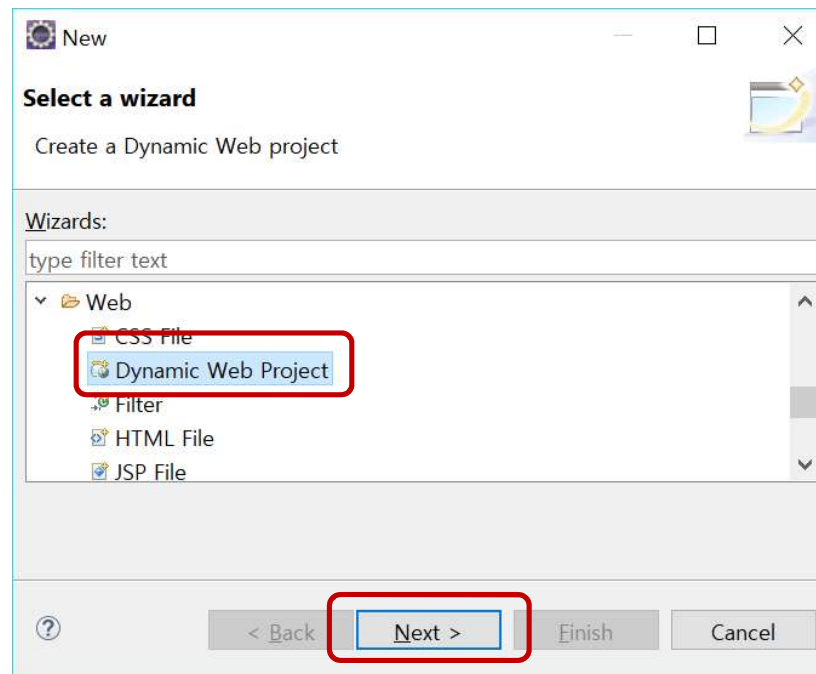 New
Select a wizard
Create a Dynamic Web project
Wizards:
type filter text
Web
CSS File
Dynamic Web Project
Filter
HTML File
JSP File
< Back
Next >
Finish
Cancel